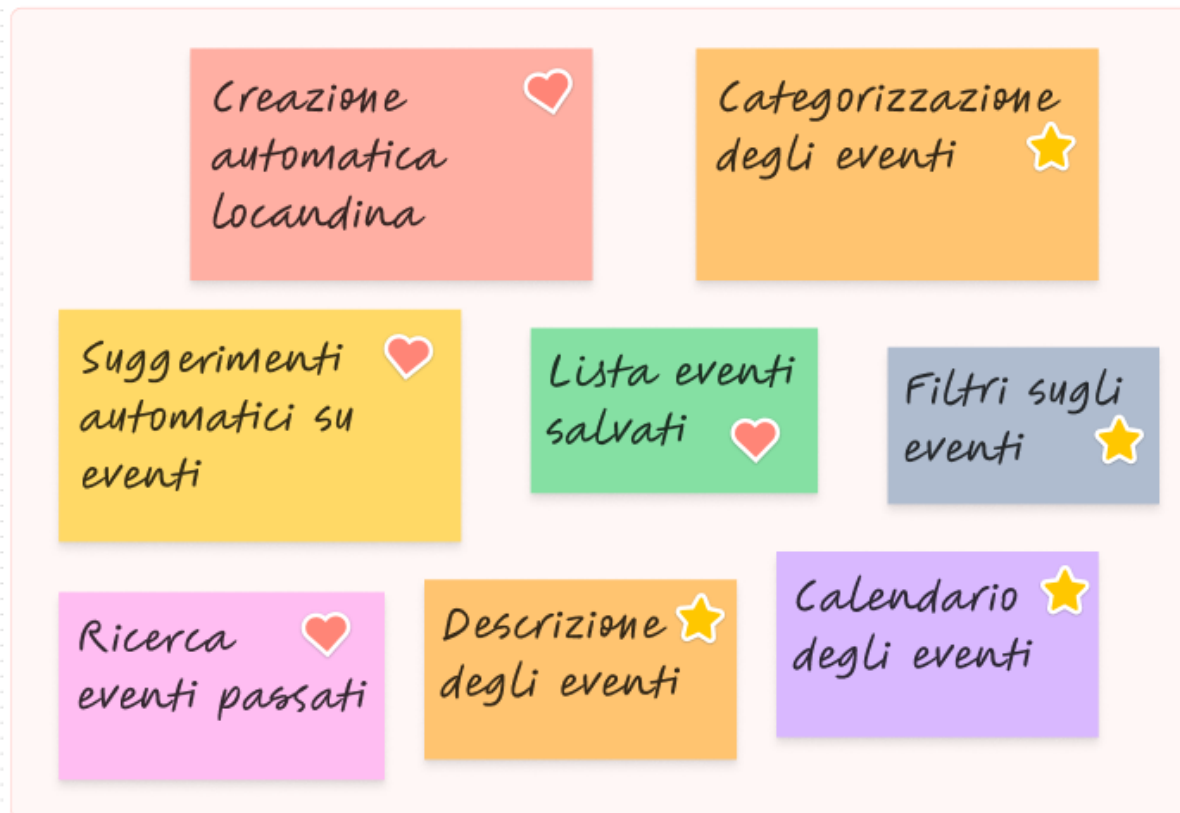 Creazione
automatica
locandina
Categorizzazione
degli eventi
Suggerimenti
automatici su
eventi
Lista eventi
salvati
Filtri sugli
eventi
Ricerca
eventi passati
Descrizione
degli eventi
Calendario
degli eventi